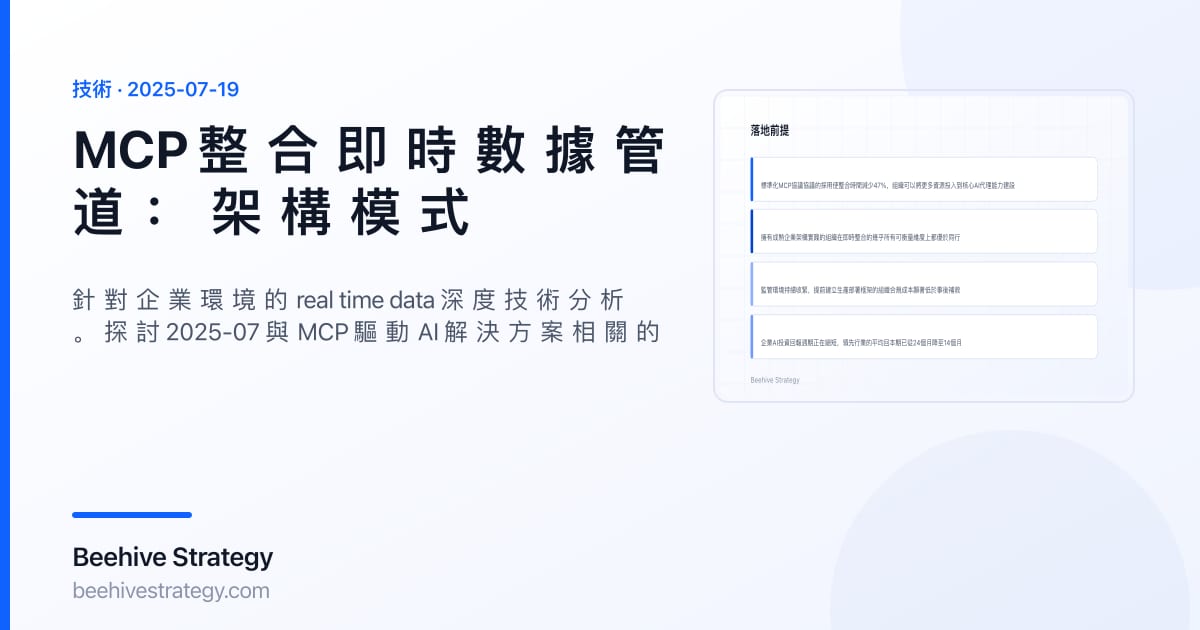 技術 · 2025-07-19
MCP整合即時數據管
道：架構模式
針對企業環境的 real time data 深度技術分析
。探討 2025-07 與 MCP 驅動 AI 解決方案相關的
Beehive Strategy
beehivestrategy.com
落地前提
標準化MCP協議協議的採用使整合時間減少47%，組織可以將更多資源投入到核心AI代理能力建設
擁有成熟企業架構實踐的組織在即時整合的幾乎所有可衡量維度上都優於同行
監管環境持續收緊，提前建立生產部署框架的組織合規成本顯著低於事後補救
企業AI投資回報週期正在縮短，領先行業的平均回本期已從24個月降至14個月
Beehive Strategy